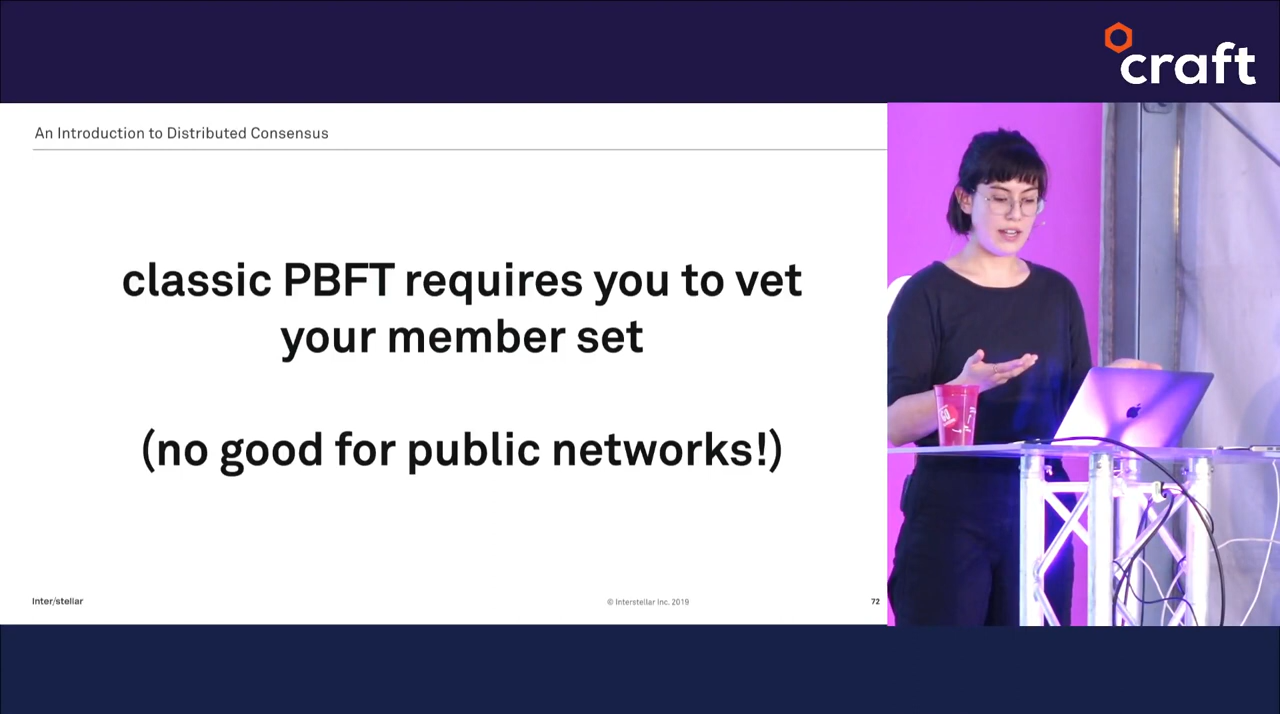 craft
An Introduction to Distributed Consensus
classic PBFT requires you to vet
your member set
(no good for public networks!)
Inter/stellar
© Interstellar Inc. 2019
72